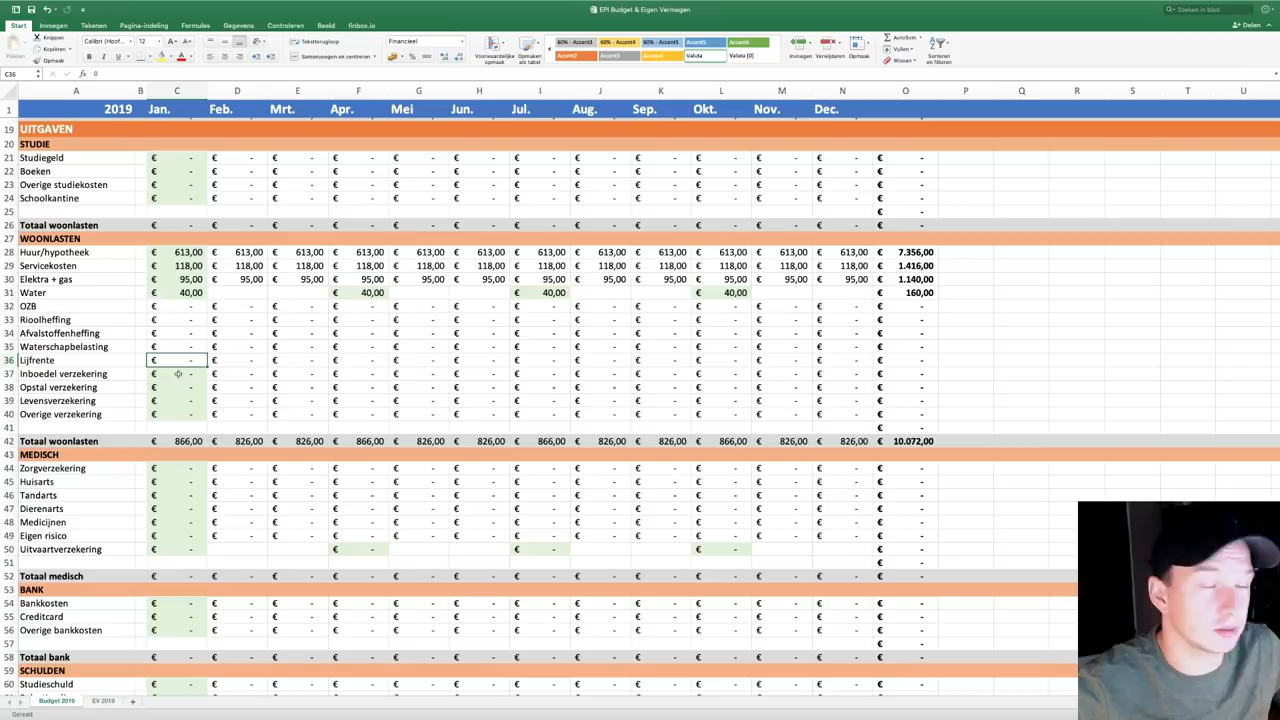 EPI Budget & Eigen Vermogen
Zoeken in blad
Start Invoegen Tekenen Pagina-indeling Formules Gegevens Controleren Beeld finbox.io Delen
Knippen
Kopiëren
Opmaak
Plakken
Calibri (Hoof... 12
Tekstterugloop
Samenvoegen en centreren
Financieel
Voorwaardelijke opmaak
Opmaken als tabel
60% - Accent3 60% - Accent4 60% - Accent5 Accent5 Accent6
Accent2 Accent3 Accent4 Valuta Valuta [0]
Invoegen Verwijderen Opmaak
AutoSom
Vullen
Wissen
Sorteren en filteren
C36 fx 0
A B C D E F G H I J K L M N O P Q R S T U
1 2019 Jan. Feb. Mrt. Apr. Mei Jun. Jul. Aug. Sep. Okt. Nov. Dec.
19 UITGAVEN
20 STUDIE
21 Studiegeld € - € - € - € - € - € - € - € - € - € - € - € - € -
22 Boeken € - € - € - € - € - € - € - € - € - € - € - € - € -
23 Overige studiekosten € - € - € - € - € - € - € - € - € - € - € - € - € -
24 Schoolkantine € - € - € - € - € - € - € - € - € - € - € - € - € -
25 € -
26 Totaal woonlasten € - € - € - € - € - € - € - € - € - € - € - € - € -
27 WOONLASTEN
28 Huur/hypotheek € 613,00 € 613,00 € 613,00 € 613,00 € 613,00 € 613,00 € 613,00 € 613,00 € 613,00 € 613,00 € 613,00 € 613,00 € 7.356,00
29 Servicekosten € 118,00 € 118,00 € 118,00 € 118,00 € 118,00 € 118,00 € 118,00 € 118,00 € 118,00 € 118,00 € 118,00 € 118,00 € 1.416,00
30 Elektra + gas € 95,00 € 95,00 € 95,00 € 95,00 € 95,00 € 95,00 € 95,00 € 95,00 € 95,00 € 95,00 € 95,00 € 95,00 € 1.140,00
31 Water € 40,00 € 40,00 € 40,00 € 40,00 € 160,00
32 OZB € - € - € - € - € - € - € - € - € - € - € - € - € -
33 Rioolheffing € - € - € - € - € - € - € - € - € - € - € - € - € -
34 Afvalstoffenheffing € - € - € - € - € - € - € - € - € - € - € - € - € -
35 Waterschapbelasting € - € - € - € - € - € - € - € - € - € - € - € - € -
36 Lijfrente € - € - € - € - € - € - € - € - € - € - € - € - € -
37 Inboedel verzekering € - € - € - € - € - € - € - € - € - € - € - € - € -
38 Opstal verzekering € - € - € - € - € - € - € - € - € - € - € - € - € -
39 Levensverzekering € - € - € - € - € - € - € - € - € - € - € - € - € -
40 Overige verzekering € - € - € - € - € - € - € - € - € - € - € - € - € -
41 € -
42 Totaal woonlasten € 866,00 € 826,00 € 826,00 € 866,00 € 826,00 € 826,00 € 866,00 € 826,00 € 826,00 € 866,00 € 826,00 € 826,00 € 10.072,00
43 MEDISCH
44 Zorgverzekering € - € - € - € - € - € - € - € - € - € - € - € - € -
45 Huisarts € - € - € - € - € - € - € - € - € - € - € - € - € -
46 Tandarts € - € - € - € - € - € - € - € - € - € - € - € - € -
47 Dierenarts € - € - € - € - € - € - € - € - € - € - € - € - € -
48 Medicijnen € - € - € - € - € - € - € - € - € - € - € - € - € -
49 Eigen risico € - € - € - € - € - € - € - € - € - € - € - € - € -
50 Uitvaartverzekering € - € - € - € - € -
51 € -
52 Totaal medisch € - € - € - € - € - € - € - € - € - € - € - € - € -
53 BANK
54 Bankkosten € - € - € - € - € - € - € - € - € - € - € - € - € -
55 Creditcard € - € - € - € - € - € - € - € - € - € - € - € - € -
56 Overige bankkosten € - € - € - € - € - € - € - € - € - € - € - € - € -
57 € -
58 Totaal bank € - € - € - € - € - € - € - € - € - € - € - € - € -
59 SCHULDEN
60 Studieschuld € - € - € - € - € - € - € - € - € - € - € - € - € -
Budget 2019 EV 2019 +
Gereed